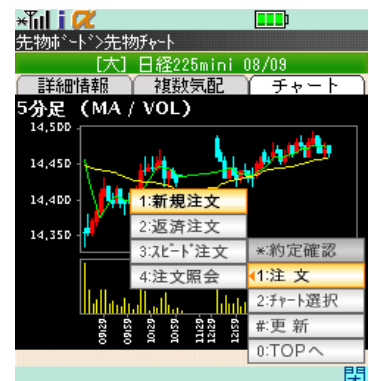 先物ﾎﾞｰﾄﾞ>先物ﾁｬｰﾄ
[大] 日経225mini 08/09
詳細情報 複数気配 チャート
5分足 (MA / VOL)
14,500
14,450
14,400
14,350
1:新規注文
2:返済注文
3:ｽﾋﾟｰﾄﾞ注文
4:注文照会
*:約定確認
1:注 文
2:ﾁｬｰﾄ選択
#:更 新
0:TOPへ
09:29 09:59 10:29 10:59 11:29 12:29 12:59
閉